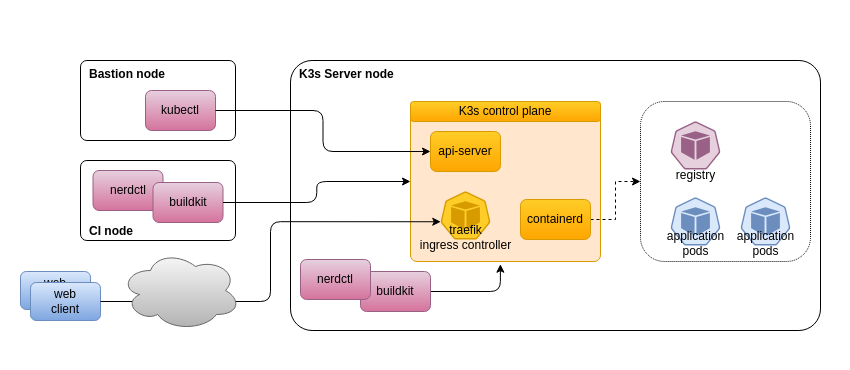 Bastion node
kubectl
nerdctl
buildkit
CI node
web
web
client
K3s Server node
K3s control plane
api-server
traefik
ingress controller
containerd
nerdctl
buildkit
registry
application
pods
application
pods